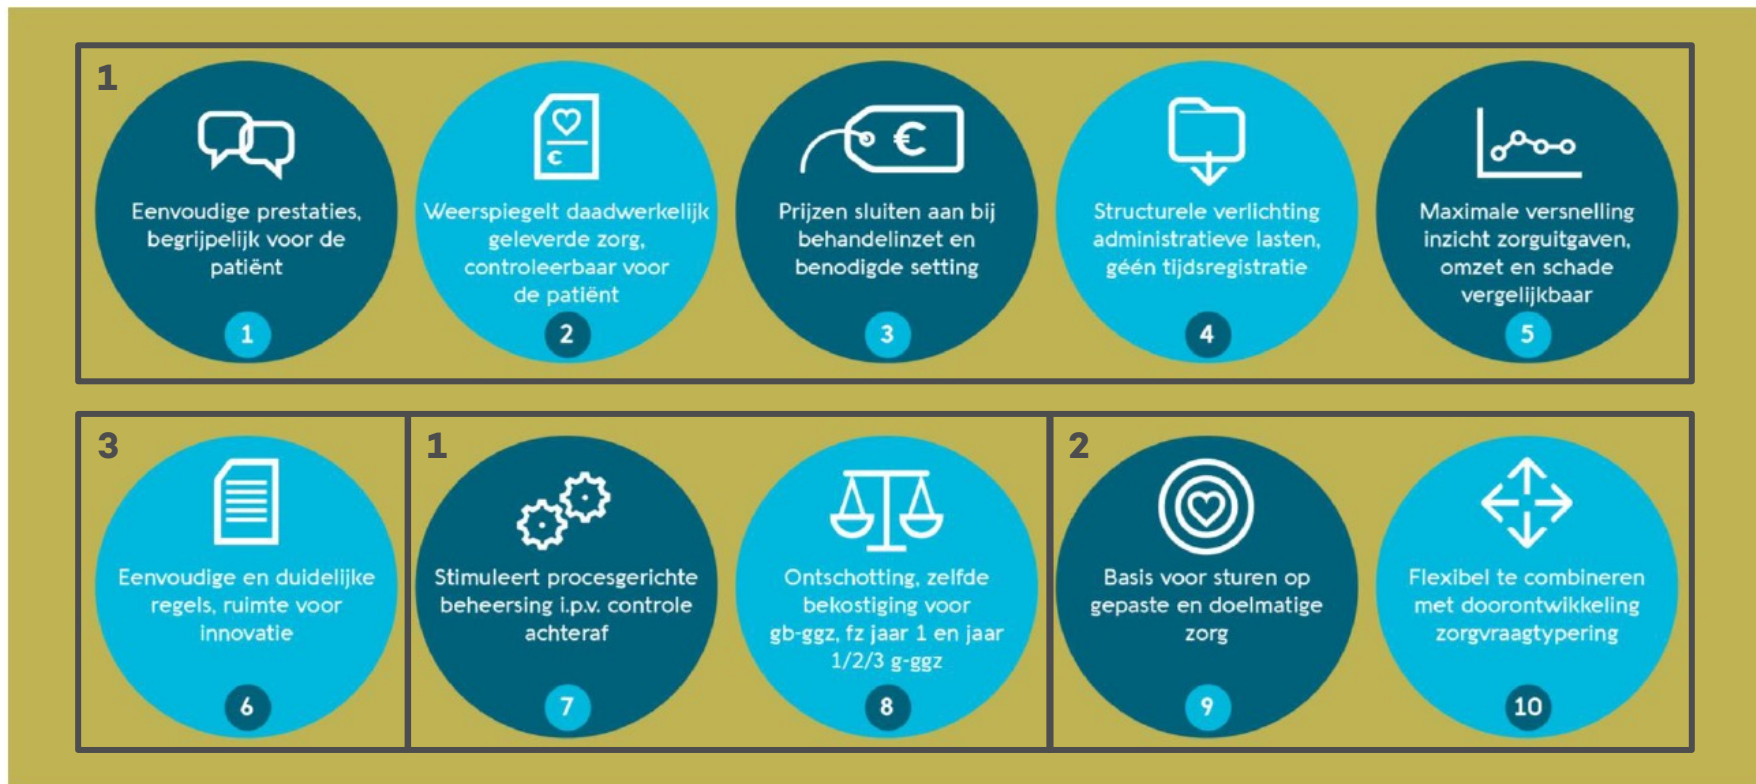 1
Eenvoudige prestaties,
begrijpelijk voor de
patiënt
1
€
Weerspiegelt daadwerkelijk
geleverde zorg,
controleerbaar voor
de patiënt
2
€
Prijzen sluiten aan bij
behandelinzet en
benodigde setting
3
Structurele verlichting
administratieve lasten,
géén tijdsregistratie
4
Maximale versnelling
inzicht zorguitgaven,
omzet en schade
vergelijkbaar
5
3
Eenvoudige en duidelijke
regels, ruimte voor
innovatie
6
1
Stimuleert procesgerichte
beheersing i.p.v. controle
achteraf
7
Ontschotting, zelfde
bekostiging voor
gb-ggz, fz jaar 1 en jaar
1/2/3 g-ggz
8
2
Basis voor sturen op
gepaste en doelmatige
zorg
9
Flexibel te combineren
met doorontwikkeling
zorgvraagtypering
10